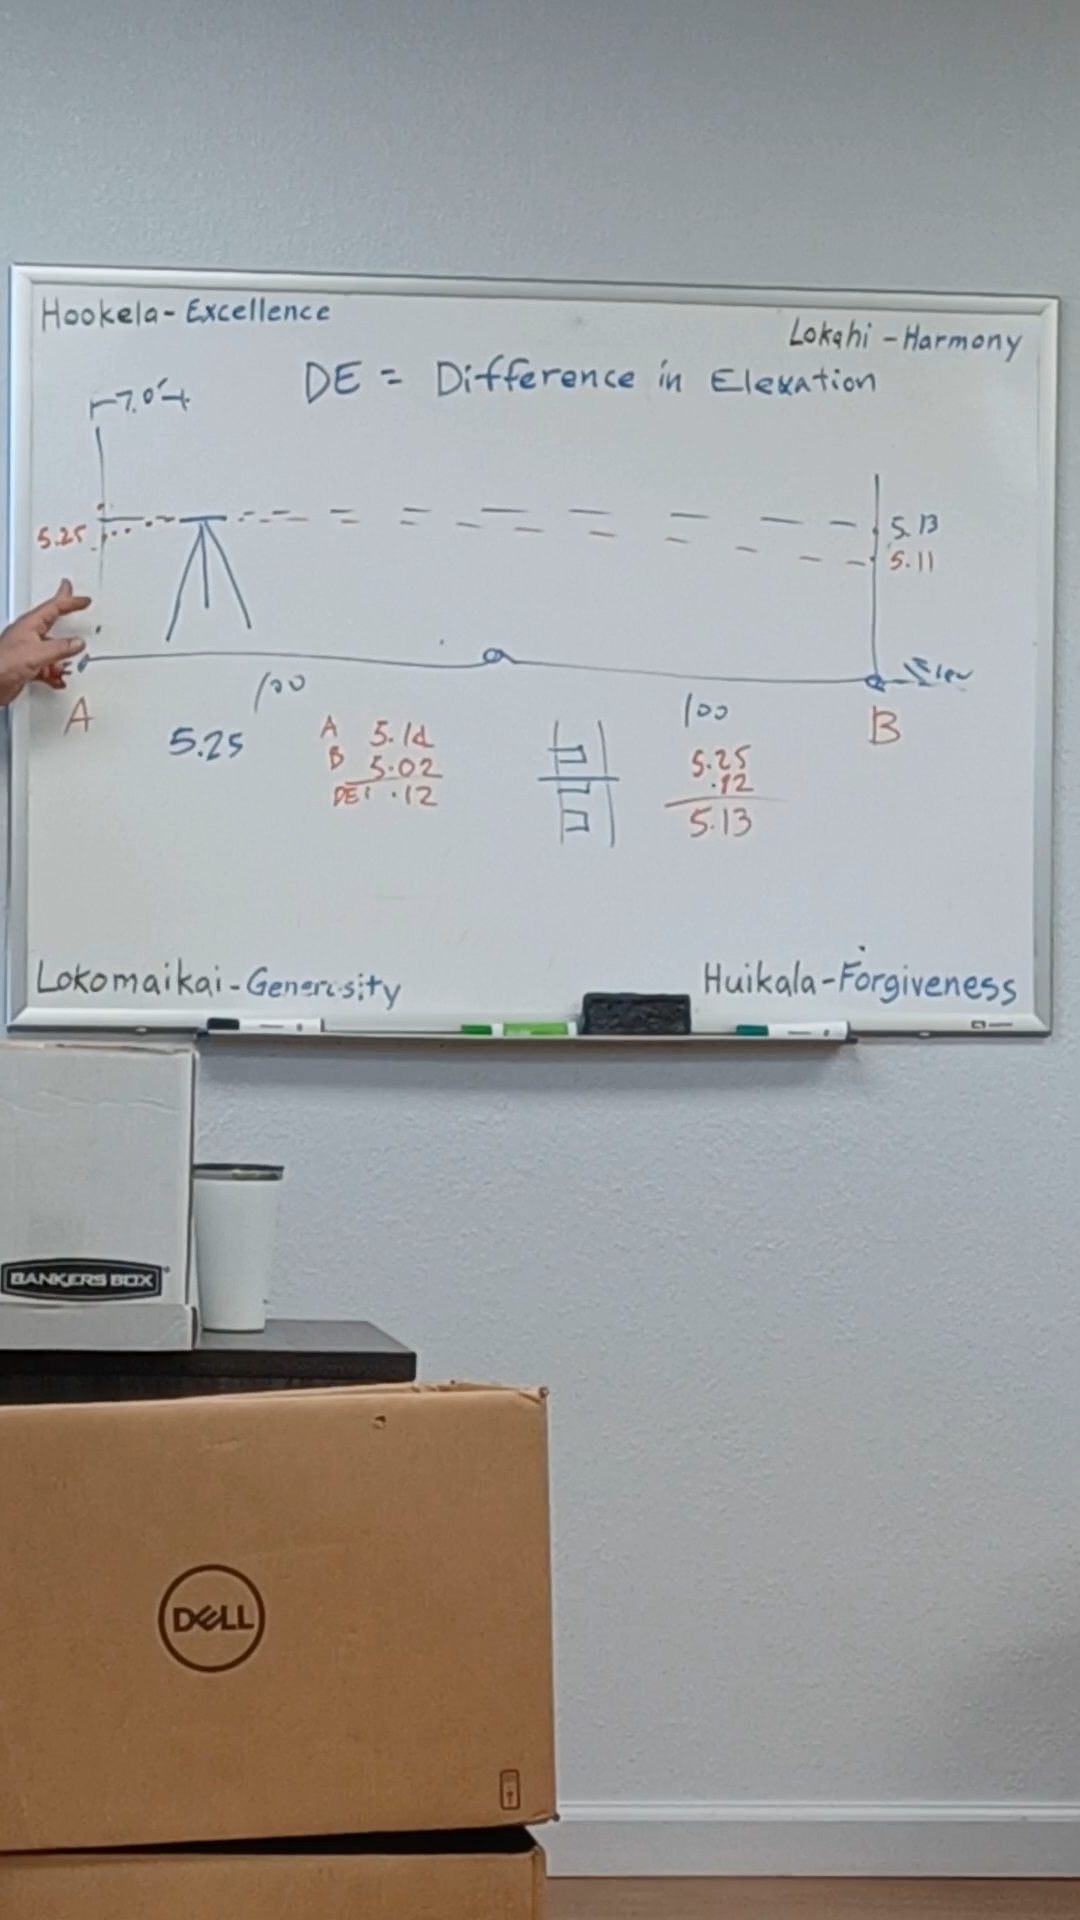 Hookela - Excellence
Lokahi - Harmony
DE = Difference in Elevation
7.0'
5.25
5.13
5.11
A
100
100
B
5.25
A 5.14
B 5.02
DE .12
5.25
.12
5.13
Lokomaikai - Generosity
Huikala - Forgiveness
BANKERS BOX
DELL